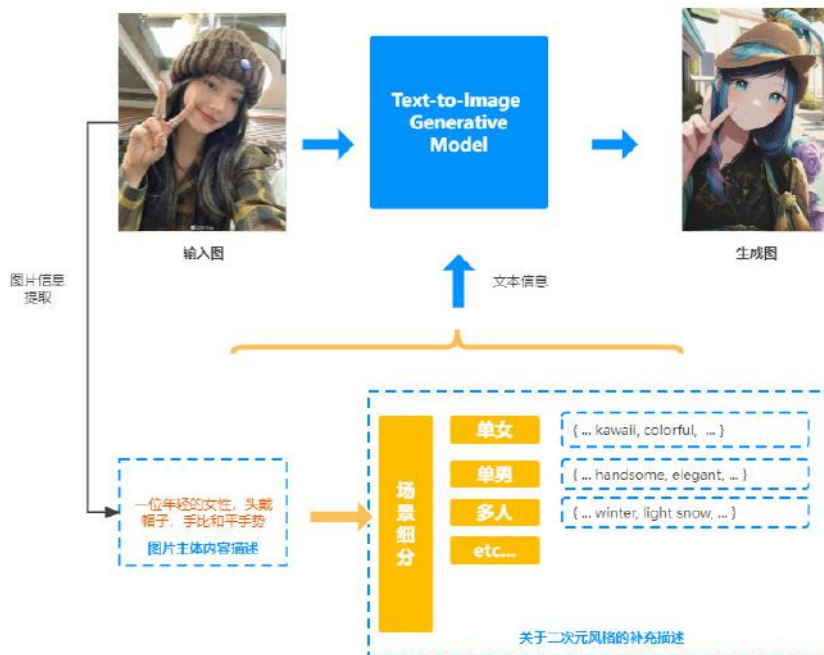 Text-to-Image
Generative
Model
输入图
生成图
图片信息
提取
文本信息
场景细分
单女
{ ... kawaii, colorful, ... }
单男
{ ... handsome, elegant, ... }
多人
{ ... winter, light snow, ... }
etc...
一位年轻的女性，头戴
帽子，手比和平手势
图片主体内容描述
关于二次元风格的补充描述